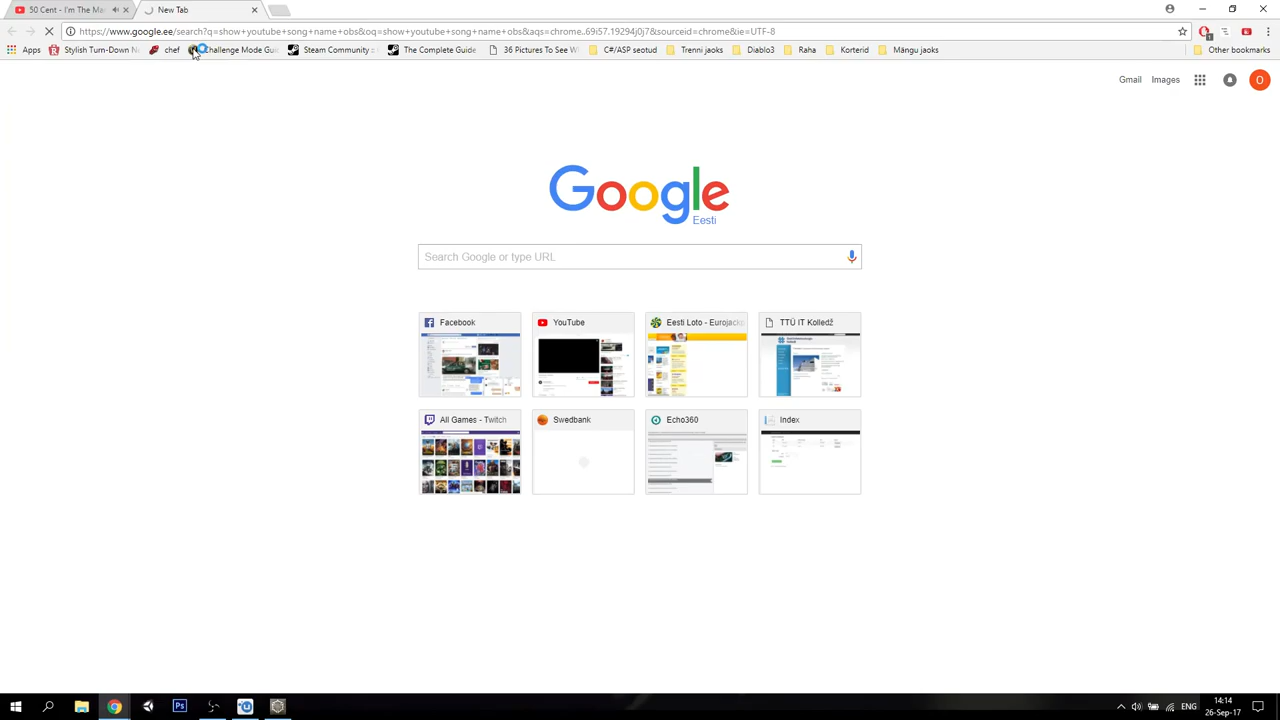 50 Cent - I'm The Ma
New Tab
https://www.google.ee/search?q=show+youtube+song+name+obs&oq=show+youtube+song+name+obs&aqs=chrome..69i57.19294j0j7&sourceid=chrome&ie=UTF-8
Apps Stylish Turn-Down N chef Challenge Mode Gui Steam Community :: The Complete Guide 36 Pictures To See W C#/ASP õpetud Trenni jaoks Diablo3 Raha Korterid Mängu jaoks Other bookmarks
Gmail Images O
Google
Eesti
Search Google or type URL
Facebook YouTube Eesti Loto - Eurojackp TTÜ IT Kolledž
All Games - Twitch Swedbank Echo360 Index
ENG
14:14
26-Sep-17